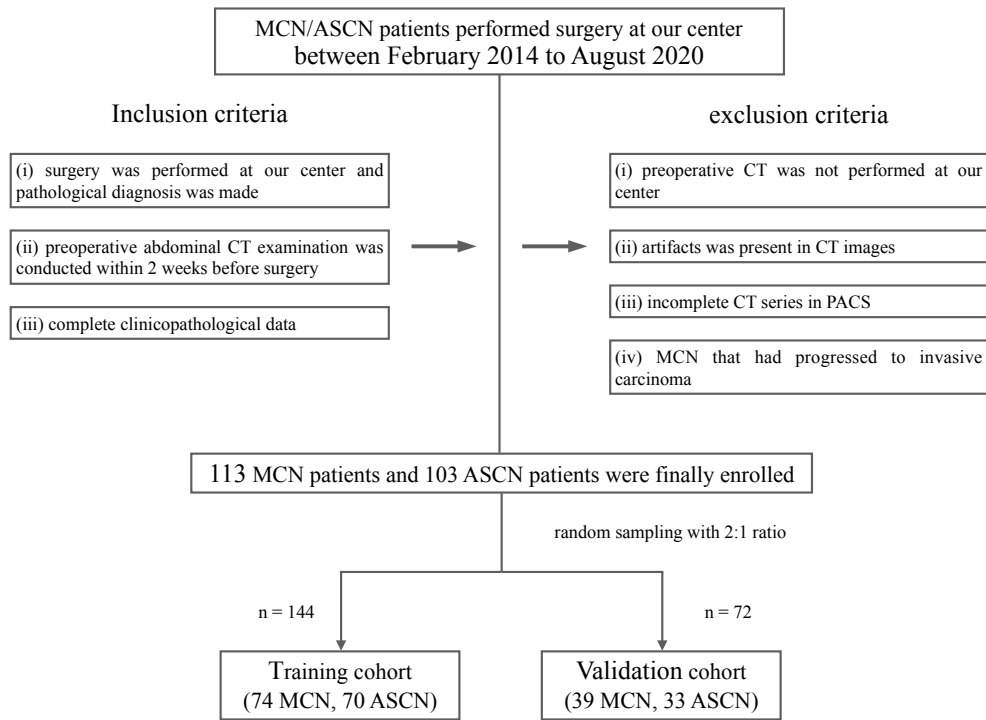 MCN/ASCN patients performed surgery at our center
between February 2014 to August 2020
Inclusion criteria
(i) surgery was performed at our center and
pathological diagnosis was made
(ii) preoperative abdominal CT examination was
conducted within 2 weeks before surgery
(iii) complete clinicopathological data
exclusion criteria
(i) preoperative CT was not performed at our
center
(ii) artifacts was present in CT images
(iii) incomplete CT series in PACS
(iv) MCN that had progressed to invasive
carcinoma
113 MCN patients and 103 ASCN patients were finally enrolled
random sampling with 2:1 ratio
n = 144
n = 72
Training cohort
(74 MCN, 70 ASCN)
Validation cohort
(39 MCN, 33 ASCN)